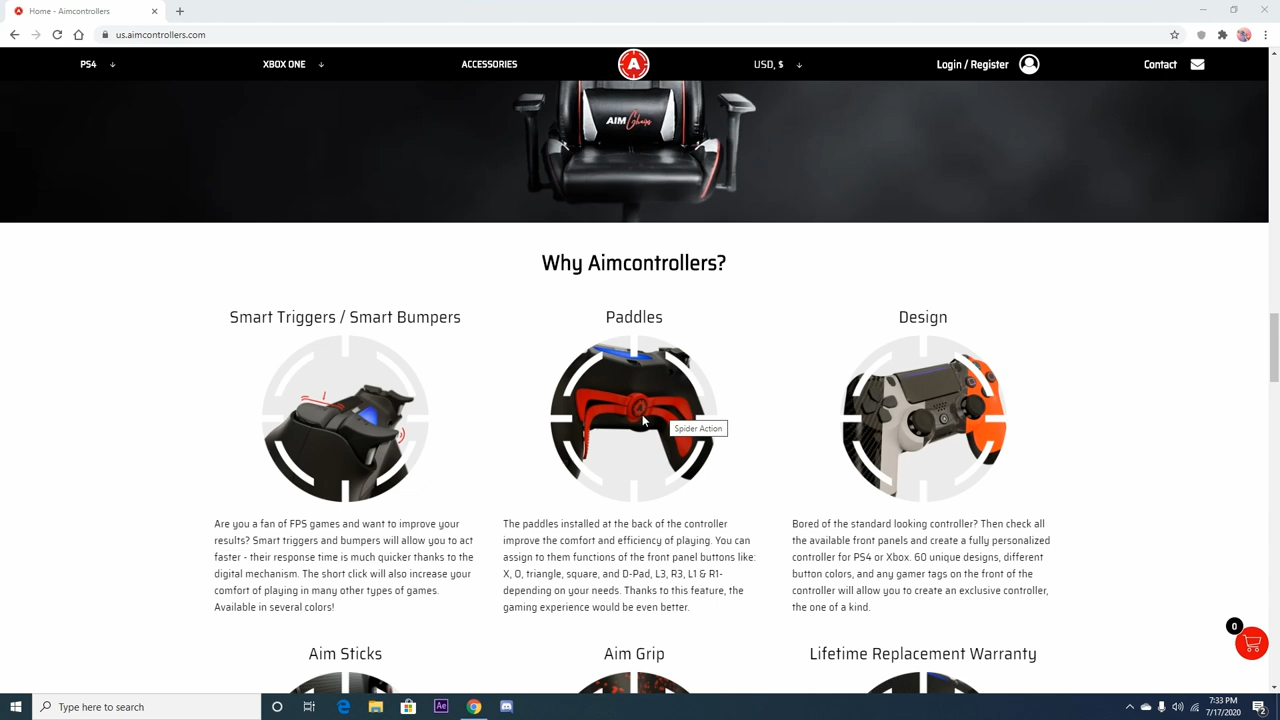 Home - Aimcontrollers
us.aimcontrollers.com
PS4 ↓ XBOX ONE ↓ ACCESSORIES A USD, $ ↓ Login / Register Contact
AIM Chairs
Why Aimcontrollers?
Smart Triggers / Smart Bumpers
Are you a fan of FPS games and want to improve your
results? Smart triggers and bumpers will allow you to act
faster - their response time is much quicker thanks to the
digital mechanism. The short click will also increase your
comfort of playing in many other types of games.
Available in several colors!
Paddles
Spider Action
The paddles installed at the back of the controller
improve the comfort and efficiency of playing. You can
assign to them functions of the front panel buttons like:
X, O, triangle, square, and D-Pad, L3, R3, L1 & R1-
depending on your needs. Thanks to this feature, the
gaming experience would be even better.
Design
Bored of the standard looking controller? Then check all
the available front panels and create a fully personalized
controller for PS4 or Xbox. 60 unique designs, different
button colors, and any gamer tags on the front of the
controller will allow you to create an exclusive controller,
the one of a kind.
0
Aim Sticks
Aim Grip
Lifetime Replacement Warranty
Type here to search
Ae
7:33 PM
7/17/2020
2